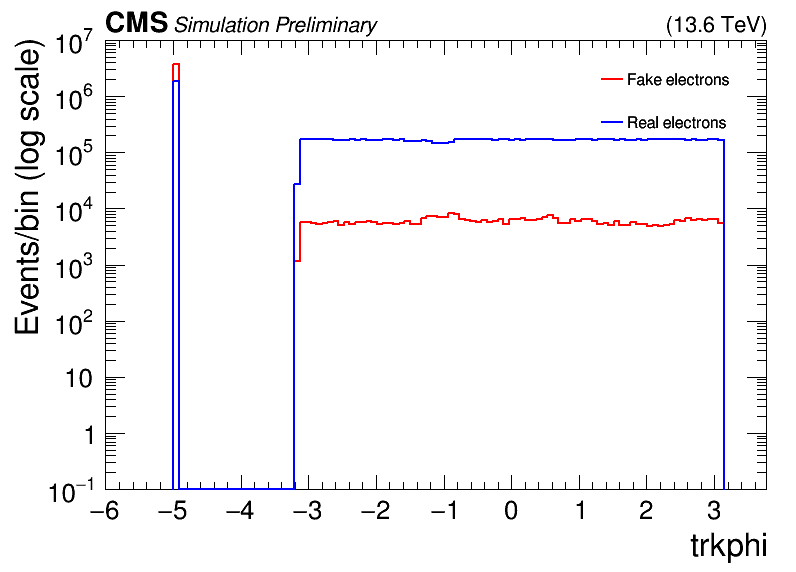 CMS Simulation Preliminary (13.6 TeV)
Events/bin (log scale)
10⁷
10⁶
10⁵
10⁴
10³
10²
10
1
10⁻¹
Fake electrons
Real electrons
−6 −5 −4 −3 −2 −1 0 1 2 3
trkphi